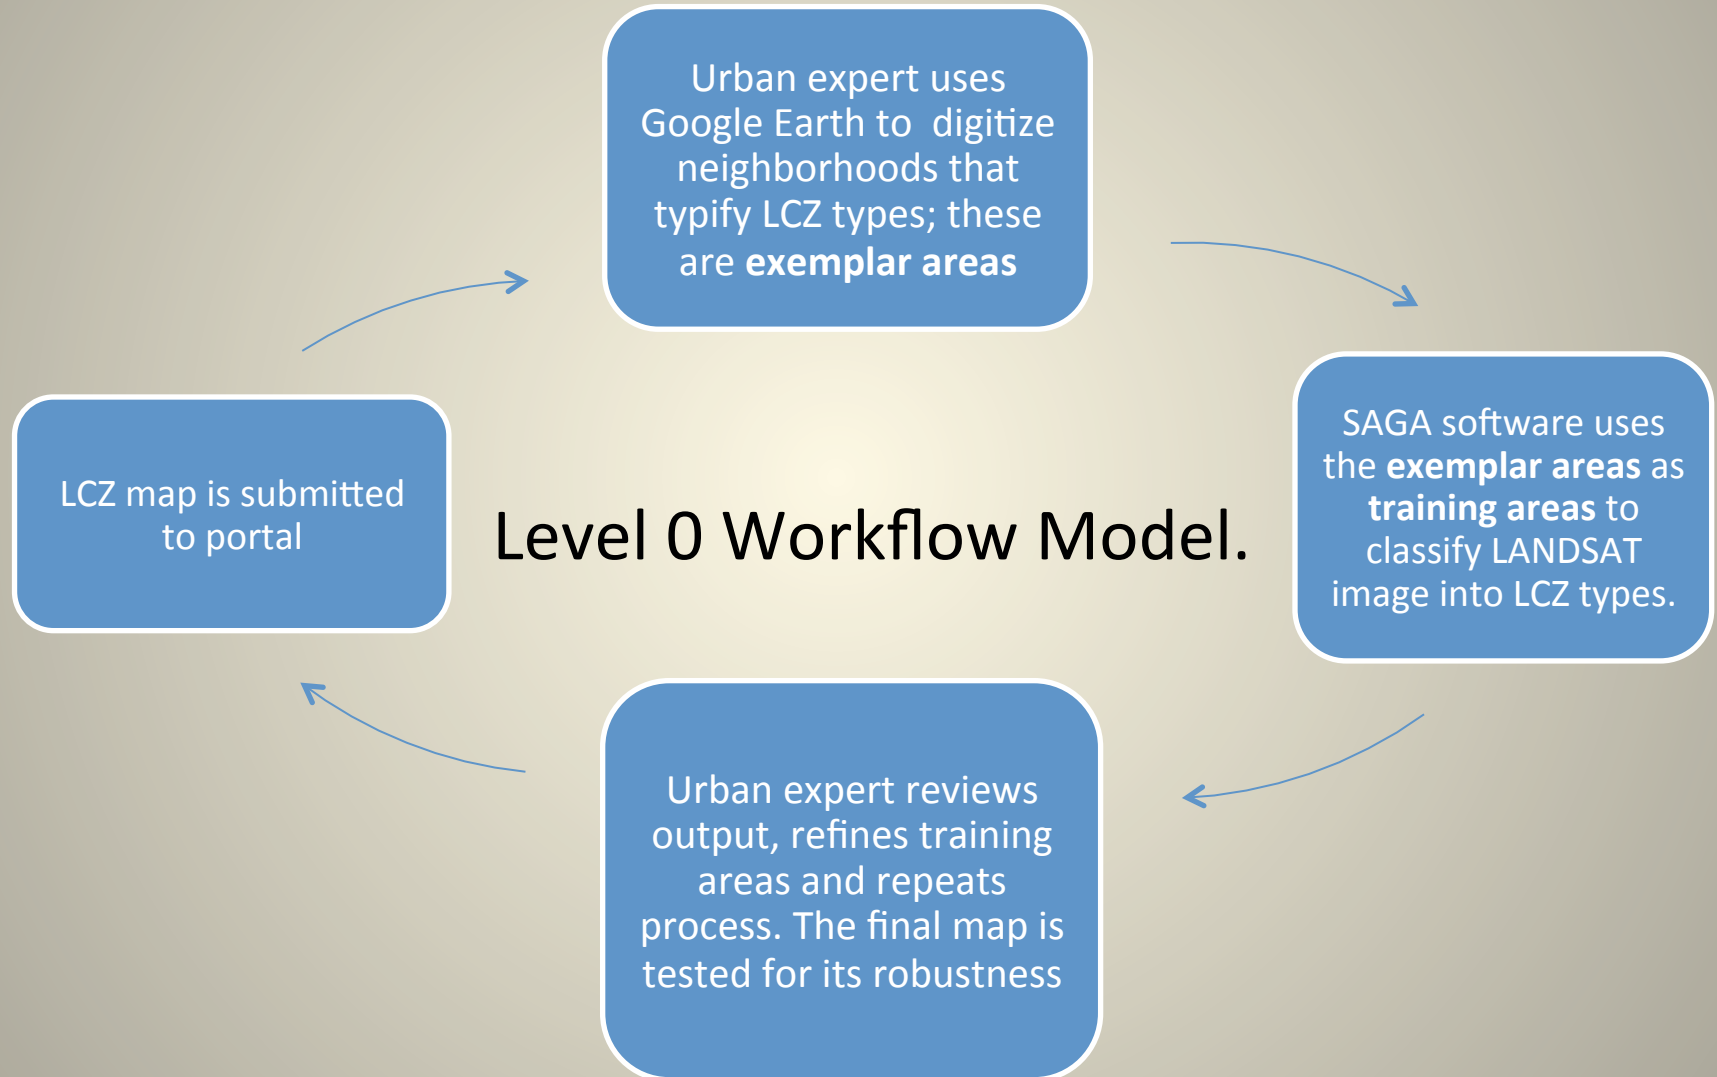 Urban expert uses
Google Earth to digitize
neighborhoods that
typify LCZ types; these
are exemplar areas
SAGA software uses
the exemplar areas as
training areas to
classify LANDSAT
image into LCZ types.
Urban expert reviews
output, refines training
areas and repeats
process. The final map is
tested for its robustness
LCZ map is submitted
to portal
Level 0 Workflow Model.